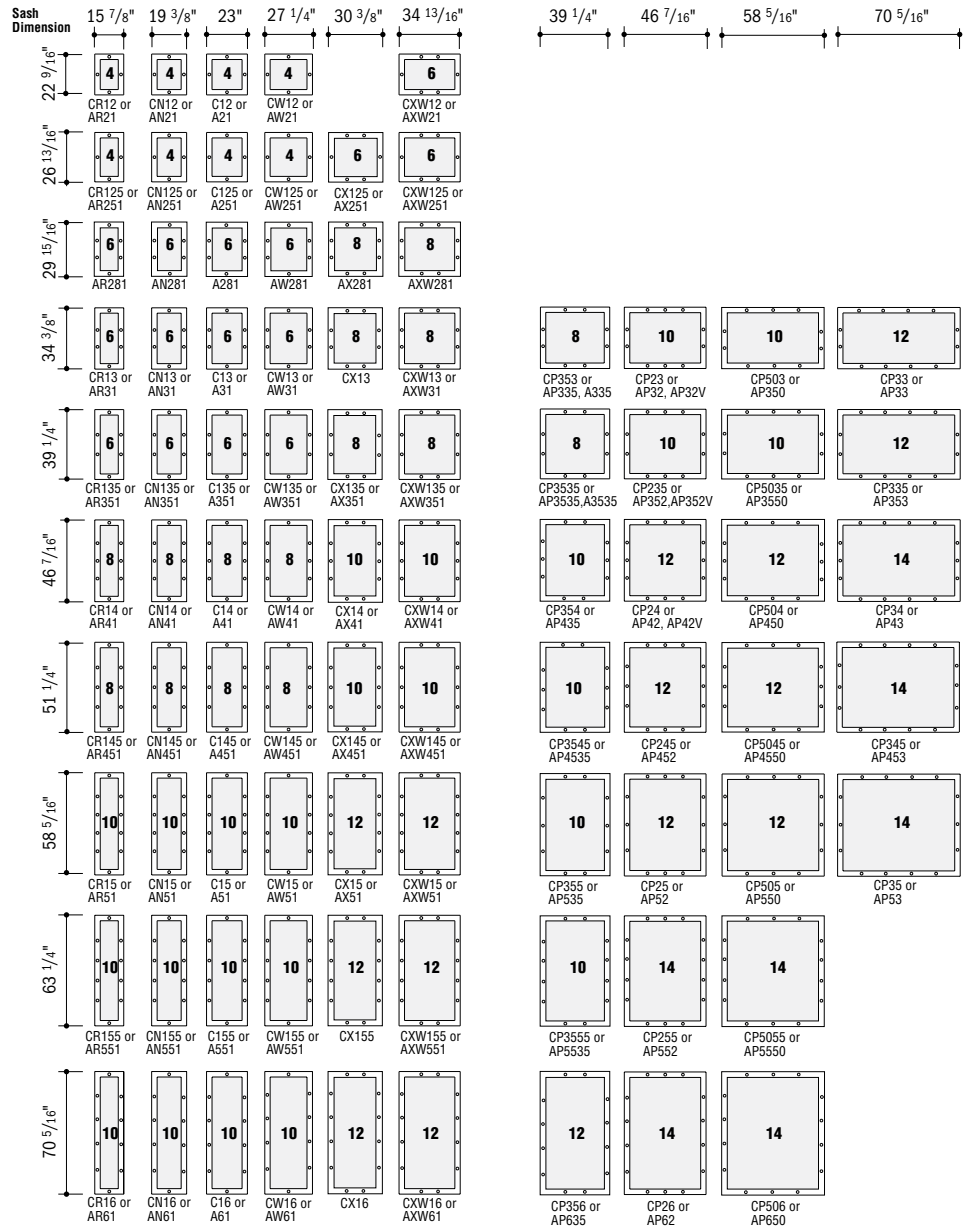 Sash
Dimension
15 7/8" 19 3/8" 23" 27 1/4" 30 3/8" 34 13/16" 39 1/4" 46 7/16" 58 5/16" 70 5/16"
22 9/16"
4 4 4 4 6
CR12 or CN12 or C12 or CW12 or CXW12 or
AR21 AN21 A21 AW21 AXW21
26 13/16"
4 4 4 4 6 6
CR125 or CN125 or C125 or CW125 or CX125 or CXW125 or
AR251 AN251 A251 AW251 AX251 AXW251
29 15/16"
6 6 6 6 8 8
AR281 AN281 A281 AW281 AX281 AXW281
34 3/8"
6 6 6 6 8 8 8 10 10 12
CR13 or CN13 or C13 or CW13 or CX13 CXW13 or CP353 or CP23 or CP503 or CP33 or
AR31 AN31 A31 AW31 AXW31 AP335, A335 AP32, AP32V AP350 AP33
39 1/4"
6 6 6 6 8 8 8 10 10 12
CR135 or CN135 or C135 or CW135 or CX135 or CXW135 or CP3535 or CP235 or CP5035 or CP335 or
AR351 AN351 A351 AW351 AX351 AXW351 AP3535,A3535 AP352,AP352V AP3550 AP353
46 7/16"
8 8 8 8 10 10 10 12 12 14
CR14 or CN14 or C14 or CW14 or CX14 or CXW14 or CP354 or CP24 or CP504 or CP34 or
AR41 AN41 A41 AW41 AX41 AXW41 AP435 AP42, AP42V AP450 AP43
51 1/4"
8 8 8 8 10 10 10 12 12 14
CR145 or CN145 or C145 or CW145 or CX145 or CXW145 or CP3545 or CP245 or CP5045 or CP345 or
AR451 AN451 A451 AW451 AX451 AXW451 AP4535 AP452 AP4550 AP453
58 5/16"
10 10 10 10 12 12 10 12 12 14
CR15 or CN15 or C15 or CW15 or CX15 or CXW15 or CP355 or CP25 or CP505 or CP35 or
AR51 AN51 A51 AW51 AX51 AXW51 AP535 AP52 AP550 AP53
63 1/4"
10 10 10 10 12 12 10 14 14
CR155 or CN155 or C155 or CW155 or CX155 CXW155 or CP3555 or CP255 or CP5055 or
AR551 AN551 A551 AW551 AXW551 AP5535 AP552 AP5550
70 5/16"
10 10 10 10 12 12 12 14 14
CR16 or CN16 or C16 or CW16 or CX16 CXW16 or CP356 or CP26 or CP506 or
AR61 AN61 A61 AW61 AXW61 AP635 AP62 AP650